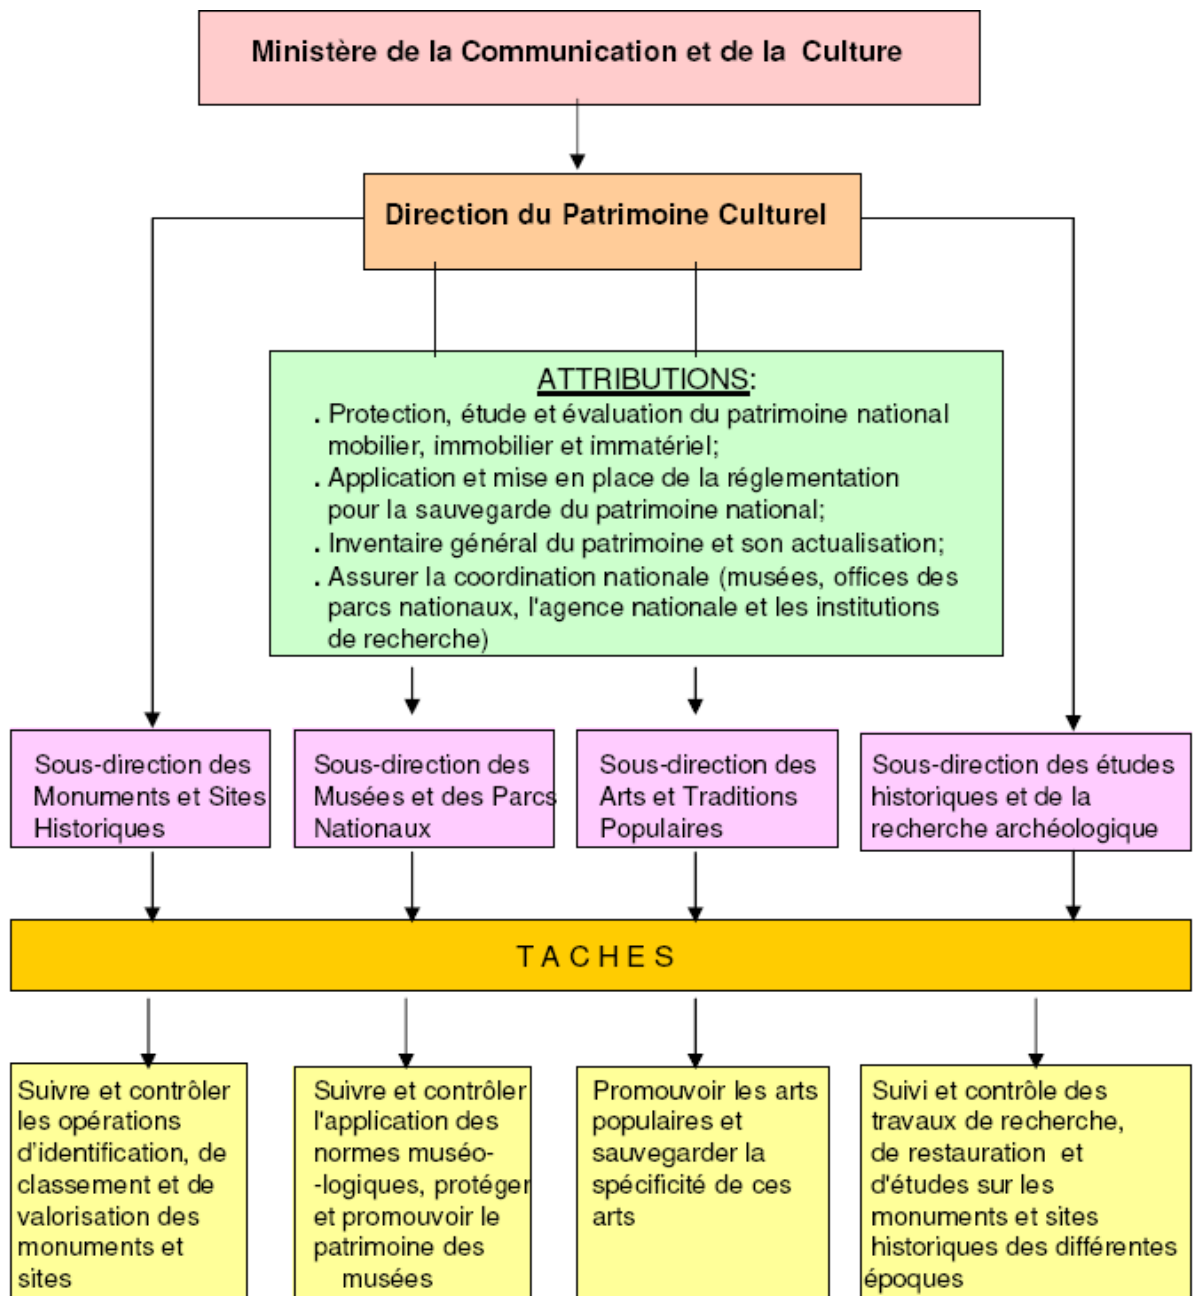 Ministère de la Communication et de la Culture
Direction du Patrimoine Culturel
ATTRIBUTIONS:
. Protection, étude et évaluation du patrimoine national
mobilier, immobilier et immatériel;
. Application et mise en place de la réglementation
pour la sauvegarde du patrimoine national;
. Inventaire général du patrimoine et son actualisation;
. Assurer la coordination nationale (musées, offices des
parcs nationaux, l'agence nationale et les institutions
de recherche)
Sous-direction des
Monuments et Sites
Historiques
Sous-direction des
Musées et des Parcs
Nationaux
Sous-direction des
Arts et Traditions
Populaires
Sous-direction des études
historiques et de la
recherche archéologique
T A C H E S
Suivre et contrôler
les opérations
d'identification, de
classement et de
valorisation des
monuments et
sites
Suivre et contrôler
l'application des
normes muséo-
-logiques, protéger
et promouvoir le
patrimoine des
musées
Promouvoir les arts
populaires et
sauvegarder la
spécificité de ces
arts
Suivi et contrôle des
travaux de recherche,
de restauration et
d'études sur les
monuments et sites
historiques des différentes
époques